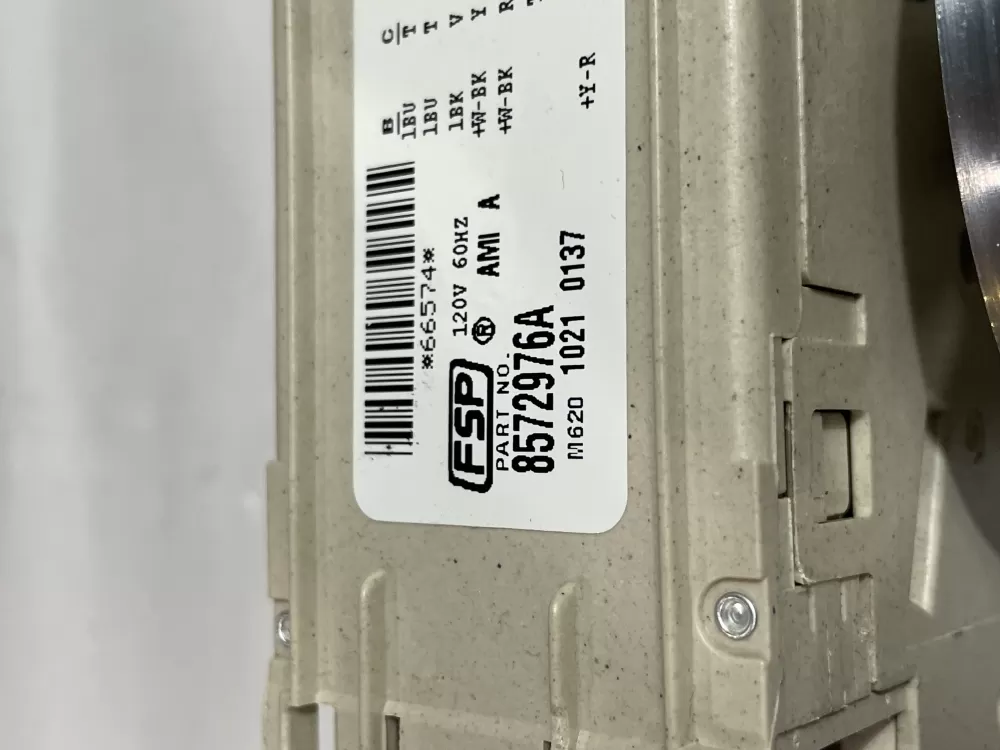 *66574*
120V 60HZ
FSP ® AMI A
PART NO.
8572976A
M620 1021 0137
B C
1BU T
1BU T
1BK V
+W-BK Y
+W-BK R
+Y-R